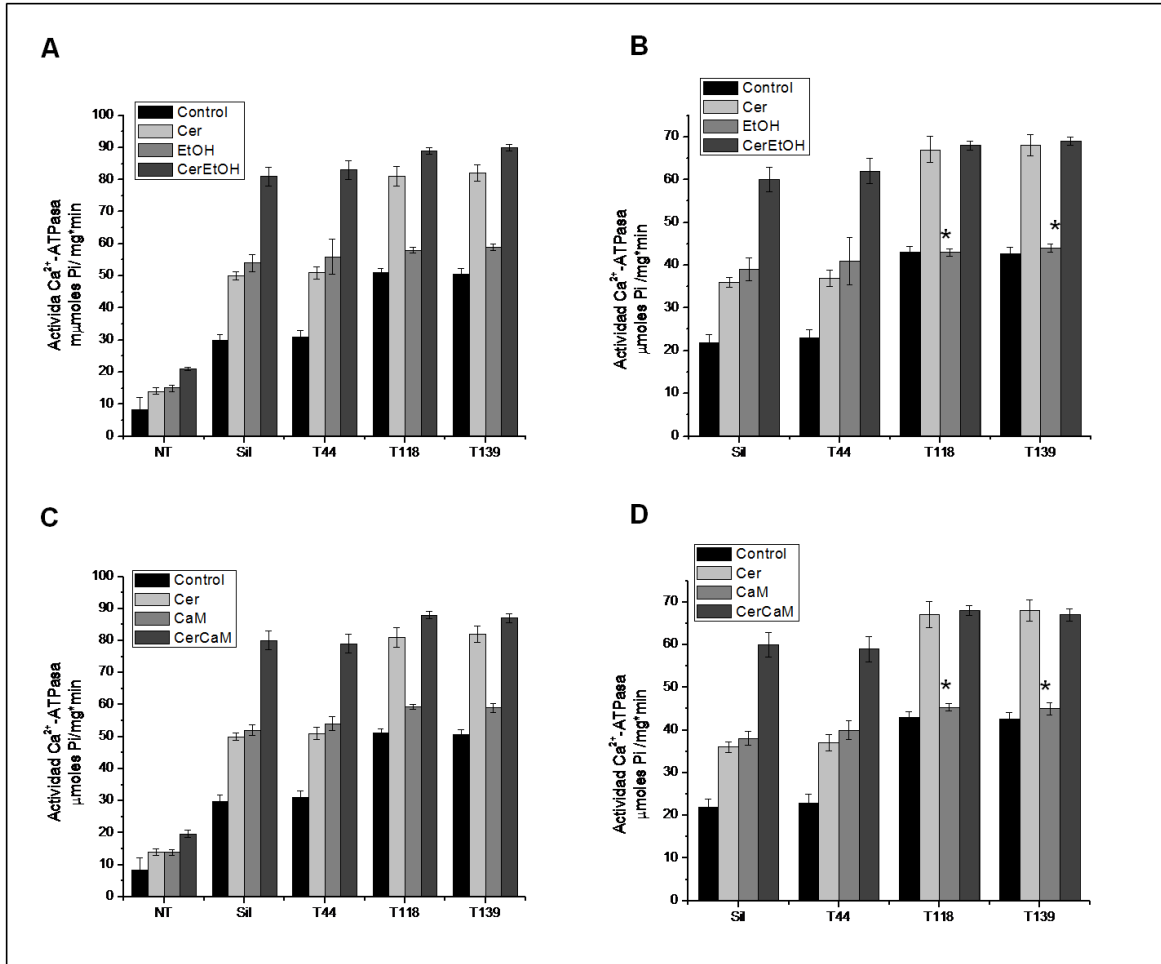 A
Control
Cer
EtOH
CerEtOH
Activida Ca²⁺-ATPasa
mµmoles Pi/ mg*min
100
90
80
70
60
50
40
30
20
10
0
NT
Sil
T44
T118
T139
B
Control
Cer
EtOH
CerEtOH
Actividad Ca²⁺-ATPasa
µmoles Pi /mg*min
70
60
50
40
30
20
10
0
*
*
Sil
T44
T118
T139
C
Control
Cer
CaM
CerCaM
Actividad Ca²⁺-ATPasa
µmoles Pi/mg*min
100
90
80
70
60
50
40
30
20
10
0
NT
Sil
T44
T118
T139
D
Control
Cer
CaM
CerCaM
Actividad Ca²⁺-ATPasa
µmoles Pi /mg*min
70
60
50
40
30
20
10
0
*
*
Sil
T44
T118
T139